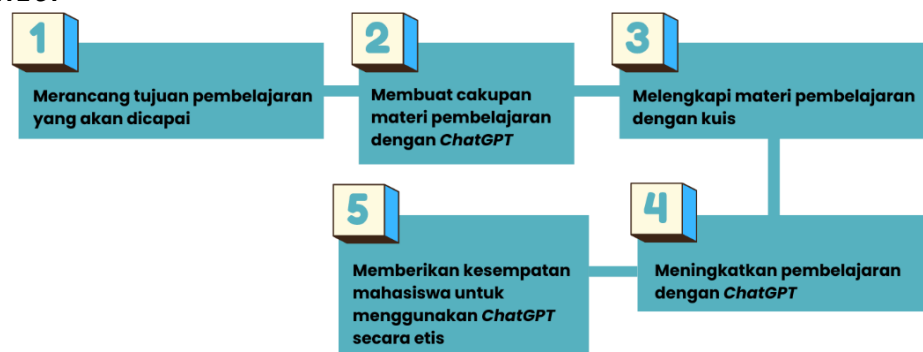 1
Merancang tujuan pembelajaran
yang akan dicapai
2
Membuat cakupan
materi pembelajaran
dengan ChatGPT
3
Melengkapi materi pembelajaran
dengan kuis
4
Meningkatkan pembelajaran
dengan ChatGPT
5
Memberikan kesempatan
mahasiswa untuk
menggunakan ChatGPT
secara etis